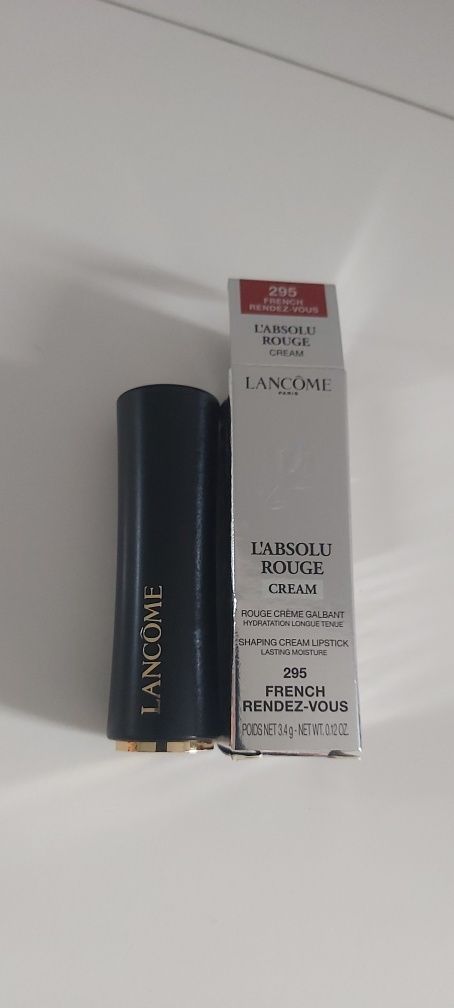 295
FRENCH
RENDEZ-VOUS
L'ABSOLU
ROUGE
CREAM
LANCÔME
PARIS
L'ABSOLU
ROUGE
CREAM
ROUGE CRÈME GALBANT
HYDRATATION LONGUE TENUE
SHAPING CREAM LIPSTICK
LASTING MOISTURE
295
FRENCH
RENDEZ-VOUS
POIDS NET 3.4 g - NET WT. 0.12 OZ.
LANCÔME